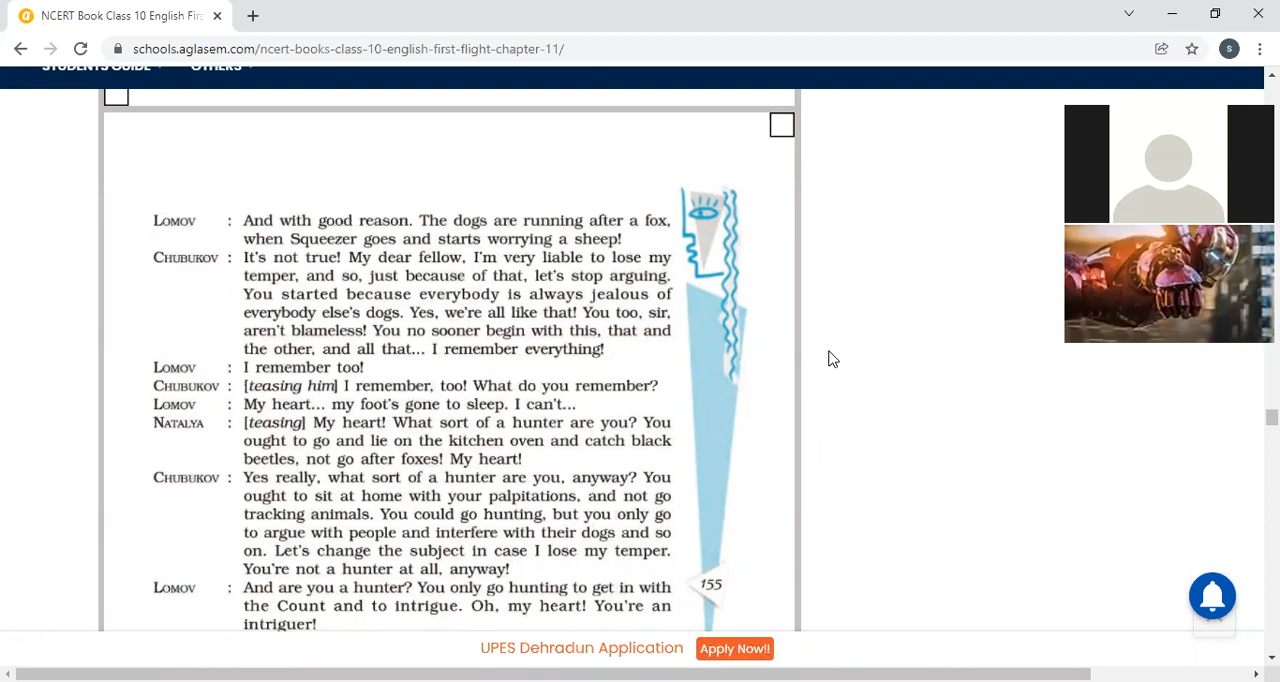 NCERT Book Class 10 English Firs
schools.aglasem.com/ncert-books-class-10-english-first-flight-chapter-11/
S
STUDENTS GUIDE OTHERS
LOMOV : And with good reason. The dogs are running after a fox,
when Squeezer goes and starts worrying a sheep!
CHUBUKOV : It's not true! My dear fellow, I'm very liable to lose my
temper, and so, just because of that, let's stop arguing.
You started because everybody is always jealous of
everybody else's dogs. Yes, we're all like that! You too, sir,
aren't blameless! You no sooner begin with this, that and
the other, and all that... I remember everything!
LOMOV : I remember too!
CHUBUKOV : [teasing him] I remember, too! What do you remember?
LOMOV : My heart... my foot's gone to sleep. I can't...
NATALYA : [teasing] My heart! What sort of a hunter are you? You
ought to go and lie on the kitchen oven and catch black
beetles, not go after foxes! My heart!
CHUBUKOV : Yes really, what sort of a hunter are you, anyway? You
ought to sit at home with your palpitations, and not go
tracking animals. You could go hunting, but you only go
to argue with people and interfere with their dogs and so
on. Let's change the subject in case I lose my temper.
You're not a hunter at all, anyway!
LOMOV : And are you a hunter? You only go hunting to get in with
the Count and to intrigue. Oh, my heart! You're an
intriguer!
155
UPES Dehradun Application Apply Now!!